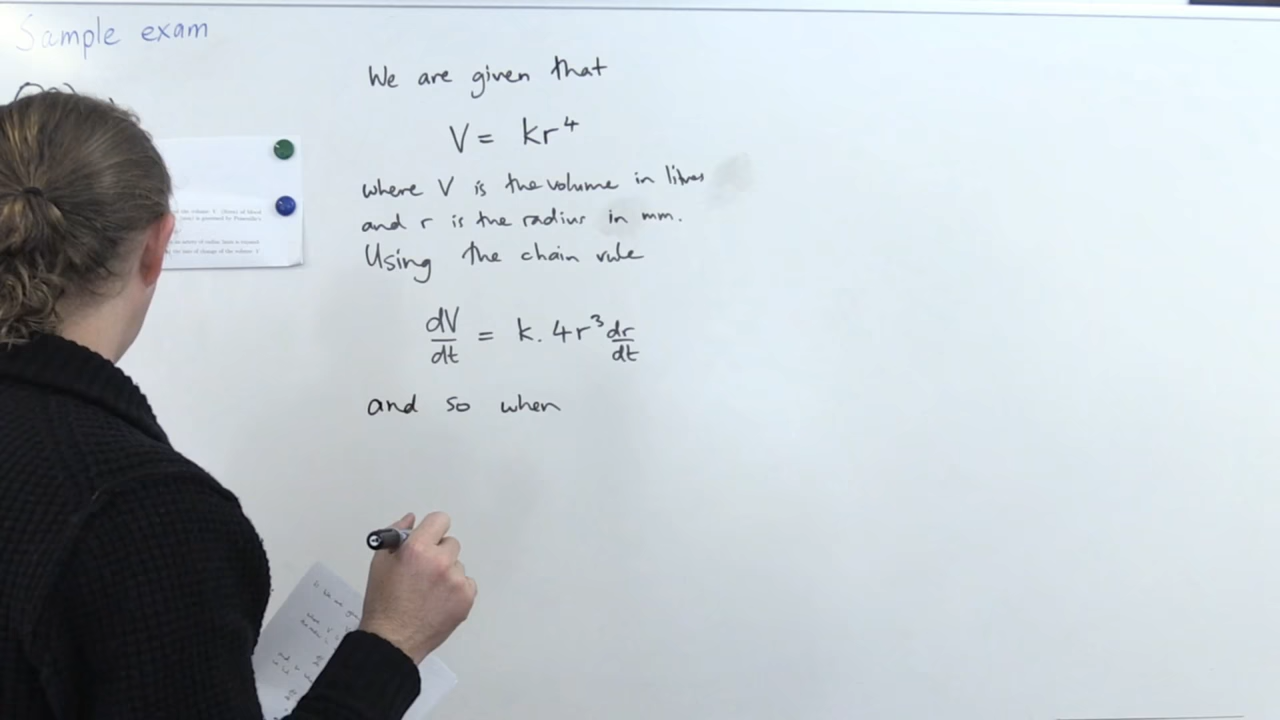 Sample exam
We are given that
V = kr⁴
where V is the volume in litres
and r is the radius in mm.
Using the chain rule
dV/dt = k. 4r³ dr/dt
and so when